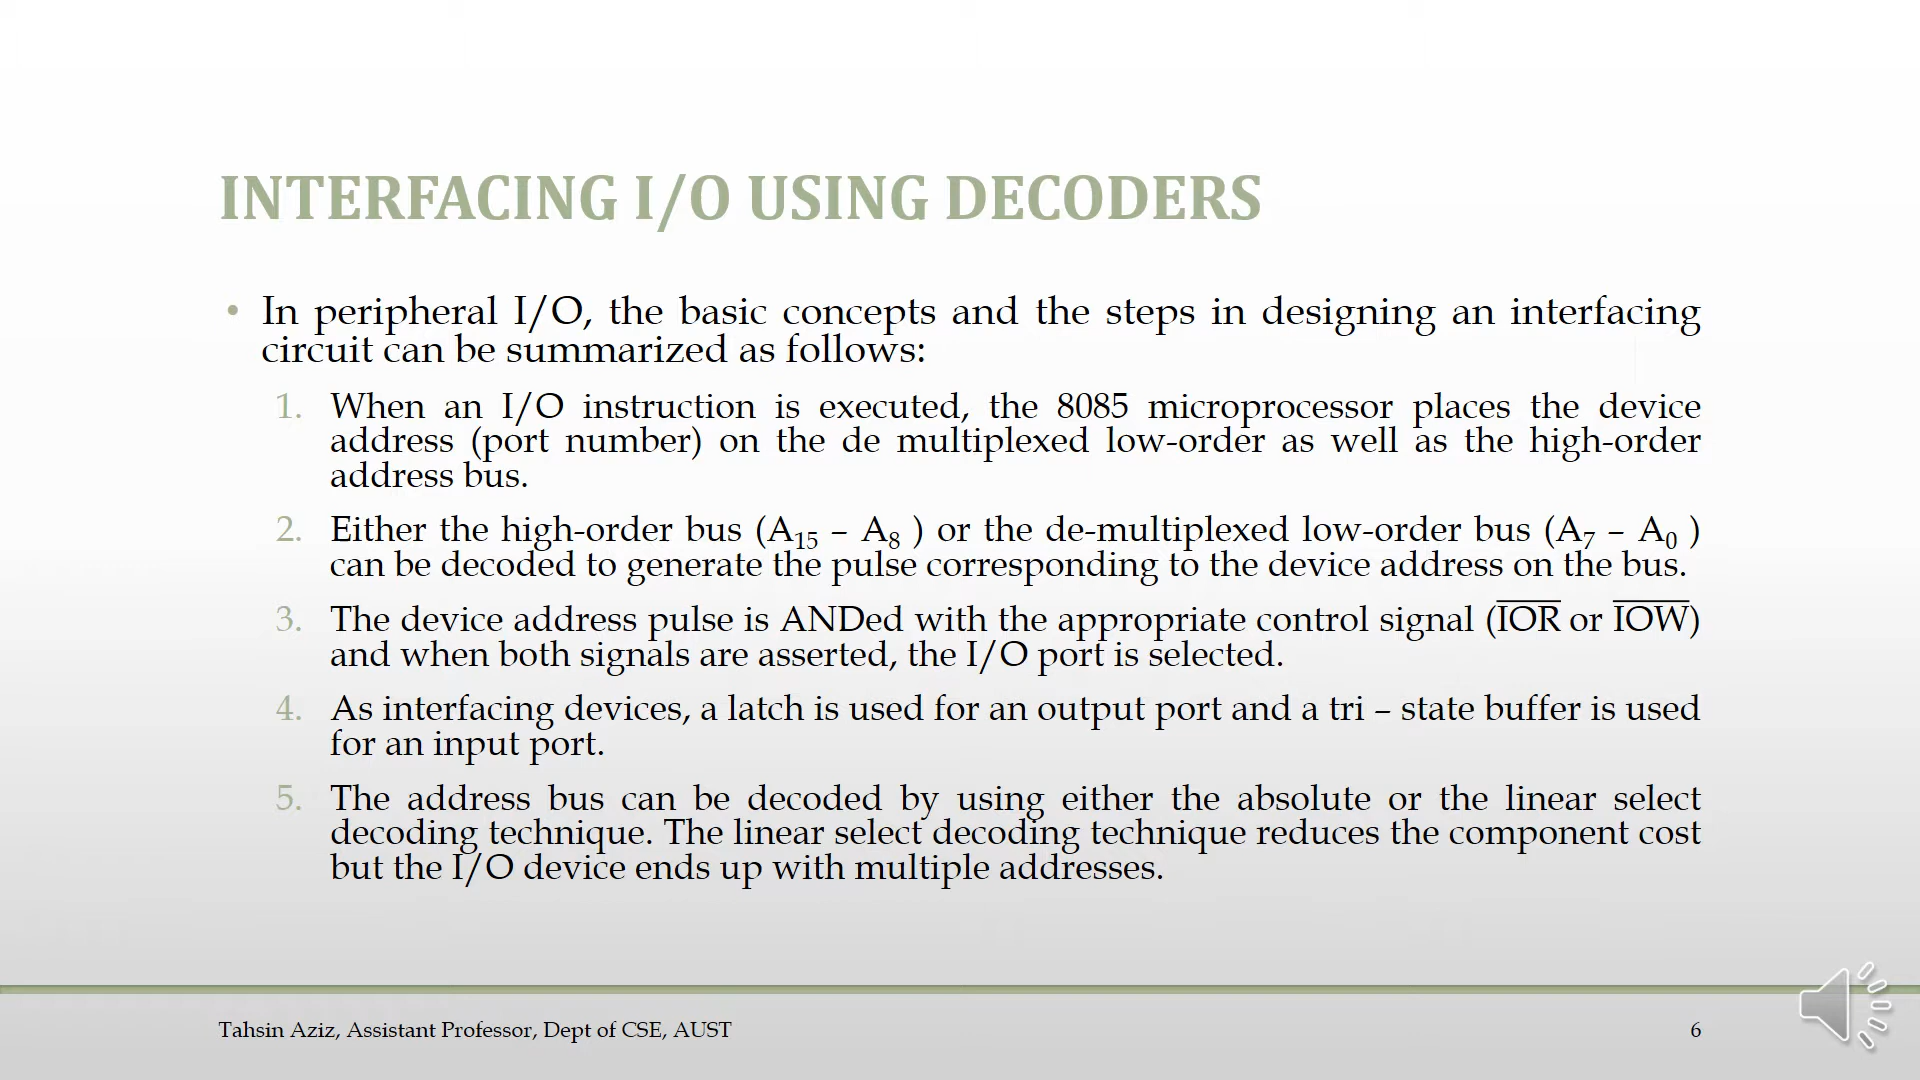 INTERFACING I/O USING DECODERS
• In peripheral I/O, the basic concepts and the steps in designing an interfacing
circuit can be summarized as follows:
1. When an I/O instruction is executed, the 8085 microprocessor places the device
address (port number) on the de multiplexed low-order as well as the high-order
address bus.
2. Either the high-order bus (A₁₅ – A₈ ) or the de-multiplexed low-order bus (A₇ – A₀ )
can be decoded to generate the pulse corresponding to the device address on the bus.
3. The device address pulse is ANDed with the appropriate control signal (I̅O̅R̅ or I̅O̅W̅)
and when both signals are asserted, the I/O port is selected.
4. As interfacing devices, a latch is used for an output port and a tri – state buffer is used
for an input port.
5. The address bus can be decoded by using either the absolute or the linear select
decoding technique. The linear select decoding technique reduces the component cost
but the I/O device ends up with multiple addresses.
Tahsin Aziz, Assistant Professor, Dept of CSE, AUST
6